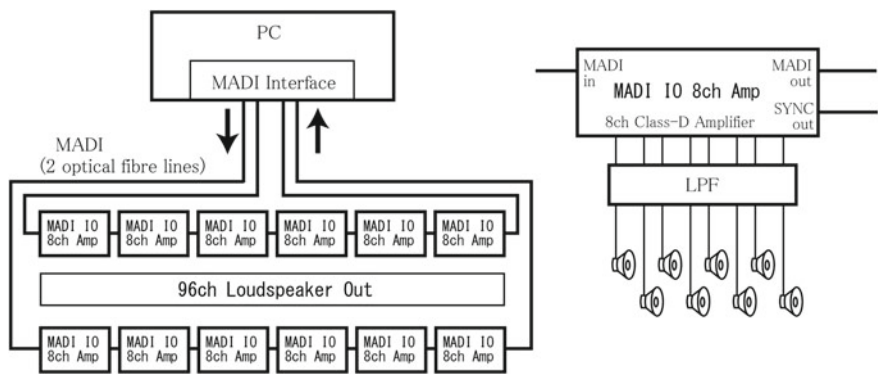 PC
MADI Interface
MADI
(2 optical fibre lines)
MADI IO MADI IO MADI IO MADI IO MADI IO MADI IO
8ch Amp 8ch Amp 8ch Amp 8ch Amp 8ch Amp 8ch Amp
96ch Loudspeaker Out
MADI IO MADI IO MADI IO MADI IO MADI IO MADI IO
8ch Amp 8ch Amp 8ch Amp 8ch Amp 8ch Amp 8ch Amp
MADI
in
MADI
out
MADI IO 8ch Amp
SYNC
out
8ch Class-D Amplifier
LPF